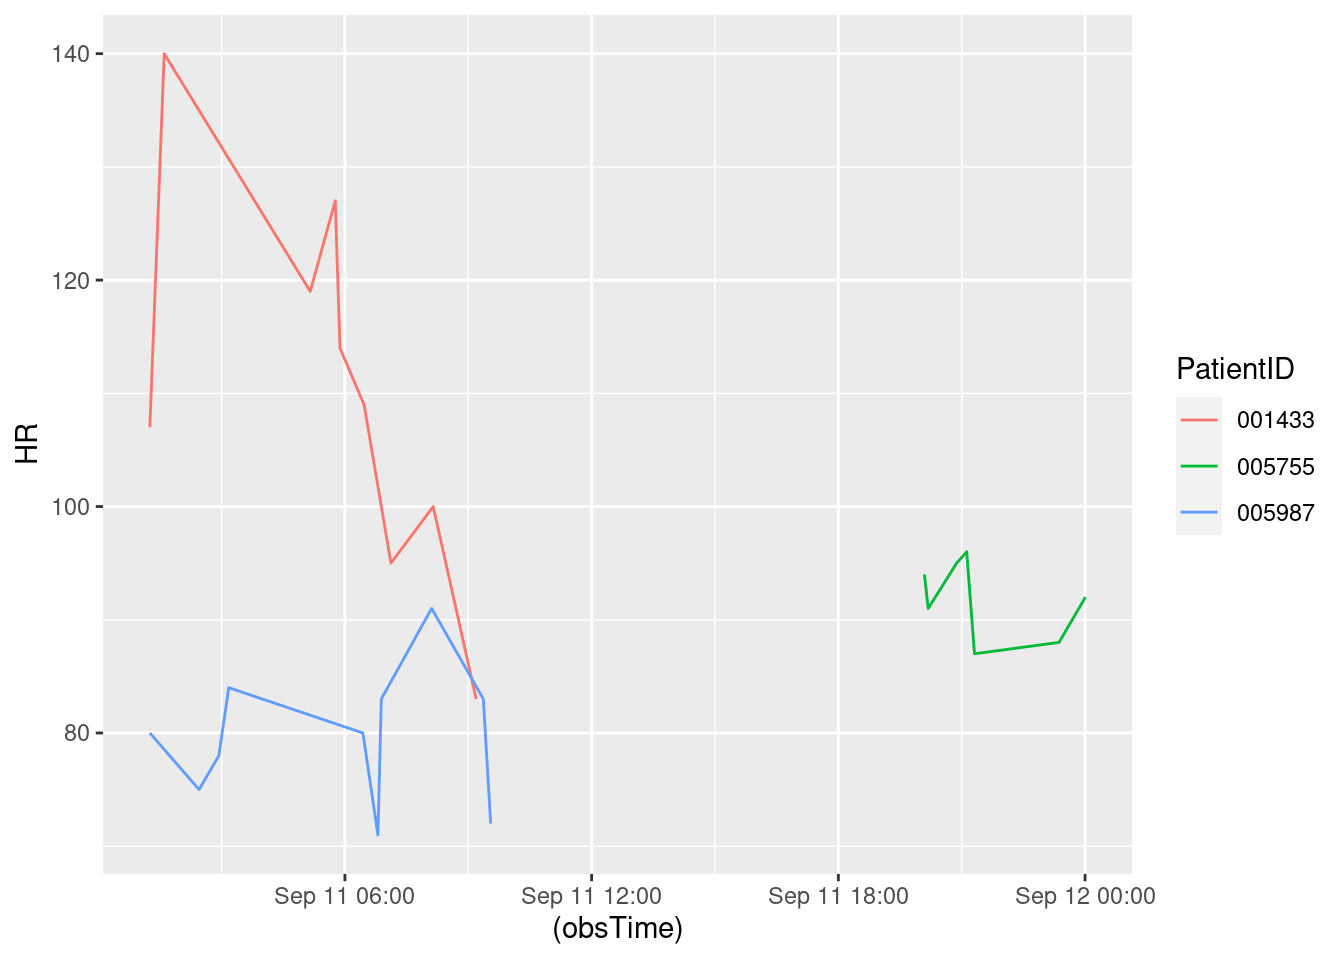 140
120
100
80
HR
Sep 11 06:00
Sep 11 12:00
Sep 11 18:00
Sep 12 00:00
(obsTime)
PatientID
001433
005755
005987